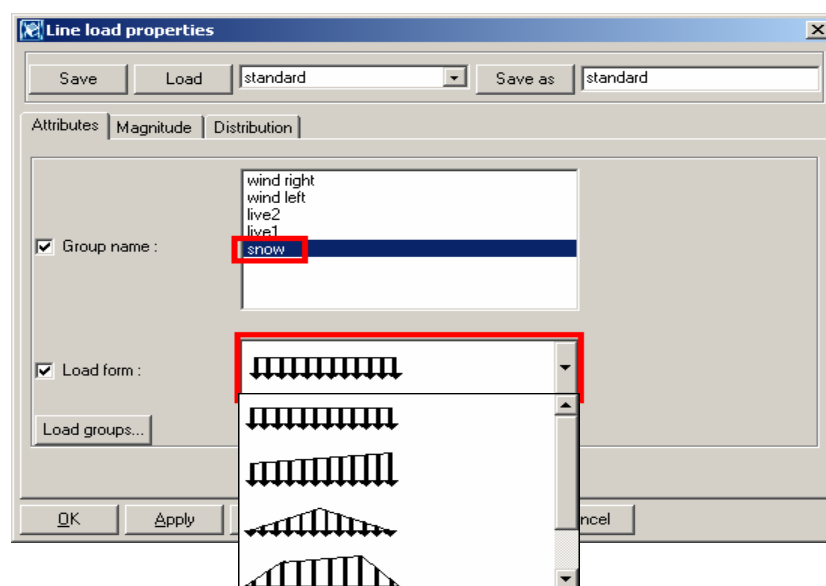 Line load properties
Save Load standard Save as standard
Attributes Magnitude Distribution
wind right
wind left
live2
live1
Group name :
snow
Load form :
Load groups...
OK Apply ncel